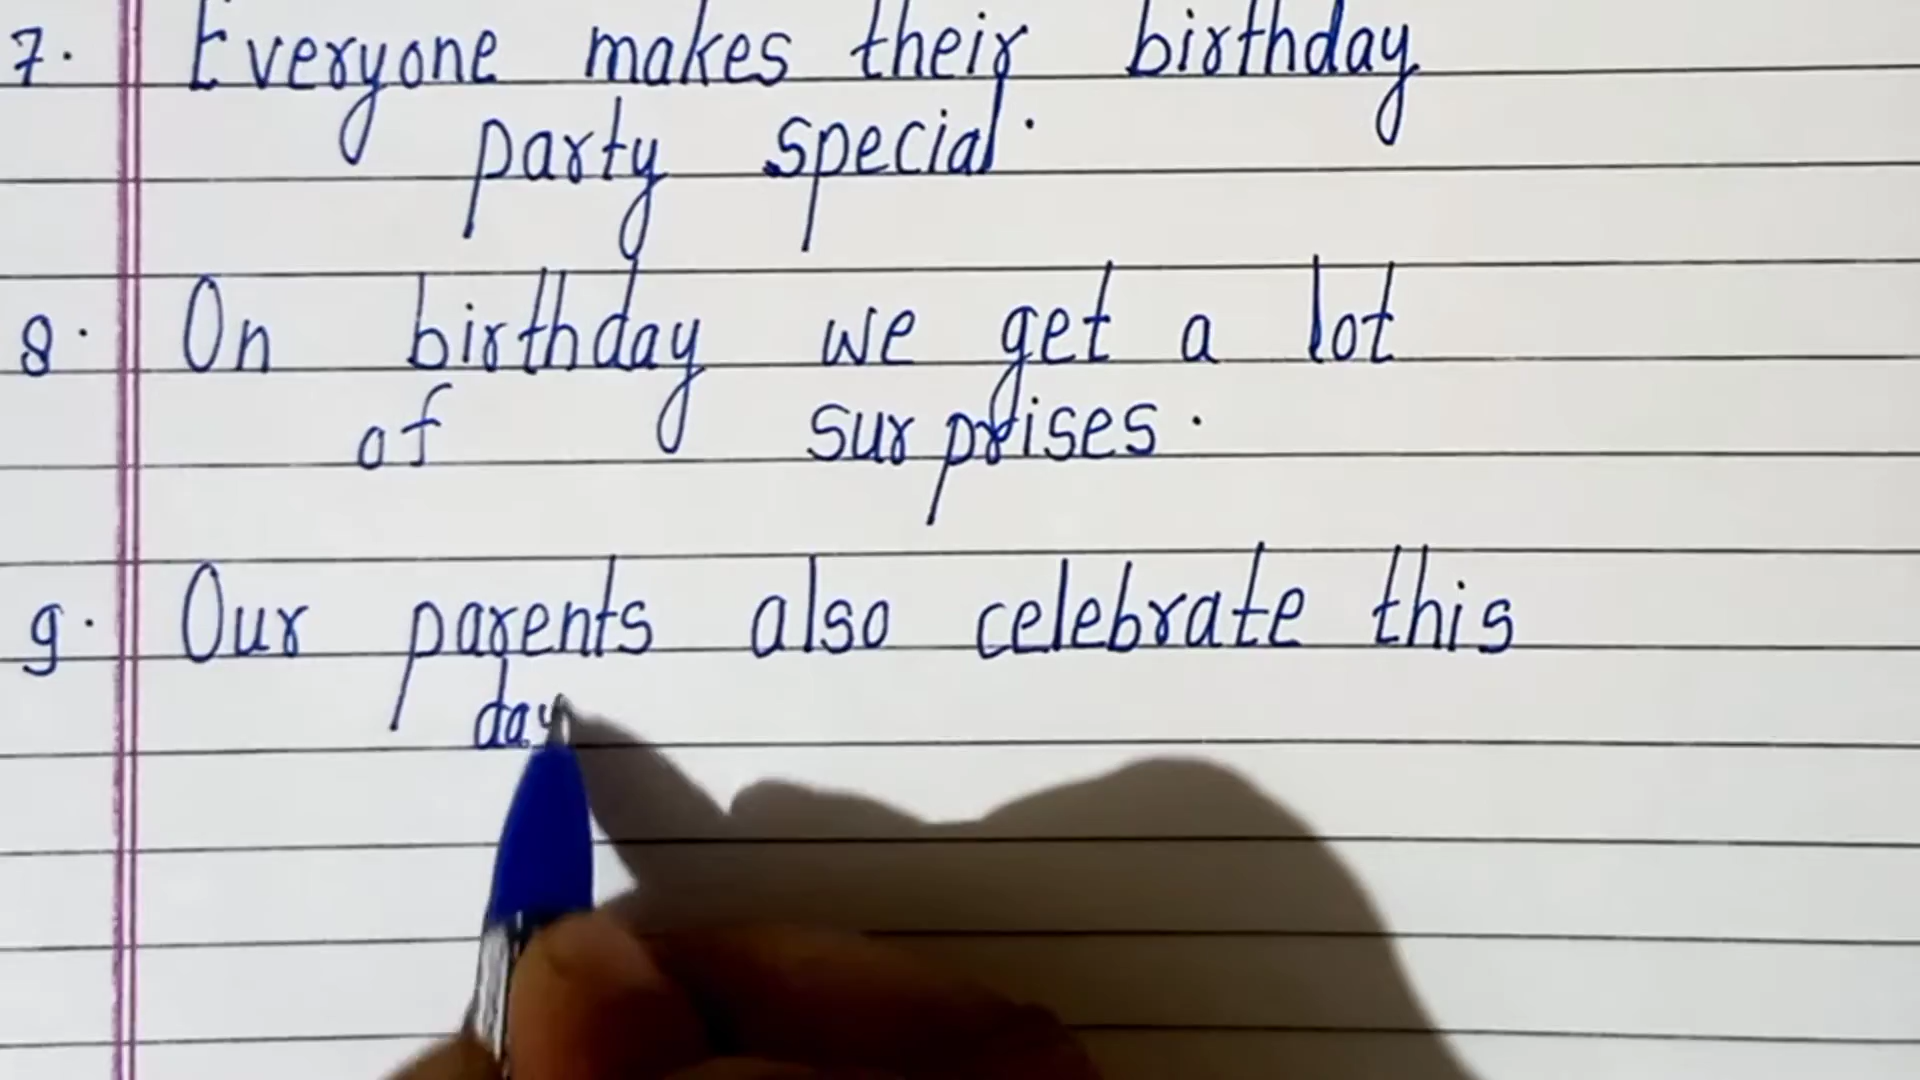 7. Everyone makes their birthday
party special.
8. On birthday we get a lot
of surprises.
9. Our parents also celebrate this
day